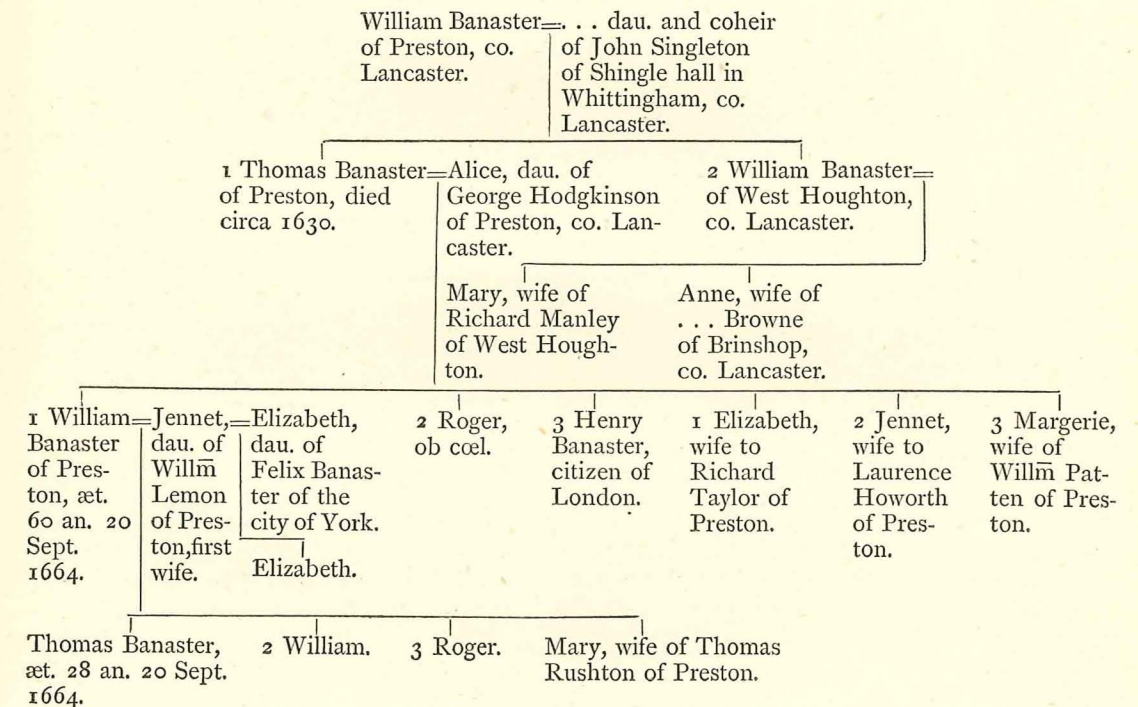 William Banaster=. . . dau. and coheir
of Preston, co.
Lancaster.
of John Singleton
of Shingle hall in
Whittingham, co.
Lancaster.
1 Thomas Banaster=
of Preston, died
circa 1630.
Alice, dau. of
George Hodgkinson
of Preston, co. Lan-
caster.
2 William Banaster=
of West Houghton,
co. Lancaster.
Mary, wife of
Richard Manley
of West Hough-
ton.
Anne, wife of
. . . Browne
of Brinshop,
co. Lancaster.
1 William=
Banaster
of Pres-
ton, æt.
60 an. 20
Sept.
1664.
Jennet,=
dau. of
Willm̄
Lemon
of Pres-
ton,first
wife.
Elizabeth,
dau. of
Felix Banas-
ter of the
city of York.
Elizabeth.
2 Roger,
ob cœl.
3 Henry
Banaster,
citizen of
London.
1 Elizabeth,
wife to
Richard
Taylor of
Preston.
2 Jennet,
wife to
Laurence
Howorth
of Pres-
ton.
3 Margerie,
wife of
Willm̄ Pat-
ten of Pres-
ton.
Thomas Banaster,
æt. 28 an. 20 Sept.
1664.
2 William.
3 Roger.
Mary, wife of Thomas
Rushton of Preston.